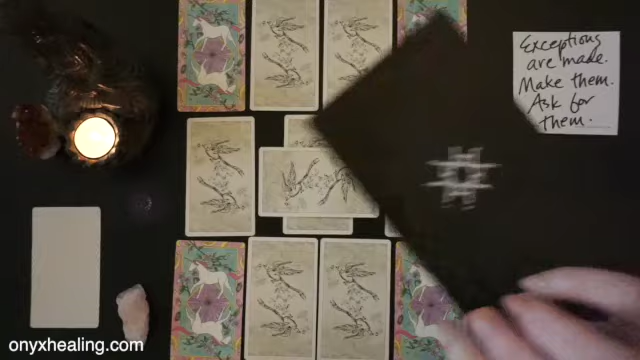 Exceptions
are made.
Make them.
Ask for
them.
#
onyxhealing.com